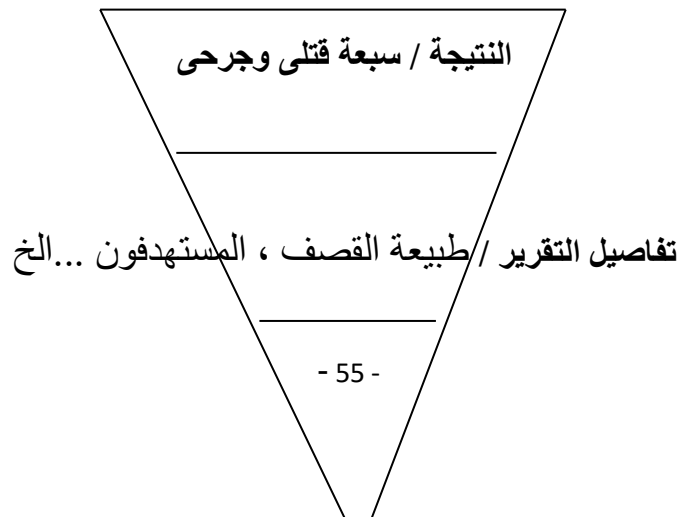 النتيجة / سبعة قتلى وجرحى
تفاصيل التقرير / طبيعة القصف ، المستهدفون ...الخ
- 55 -